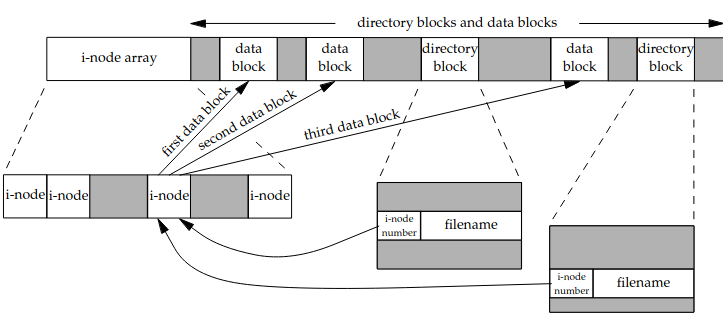 directory blocks and data blocks
i-node array
data
block
data
block
directory
block
data
block
directory
block
first data block
second data block
third data block
i-node
i-node
i-node
i-node
i-node
number
filename
i-node
number
filename